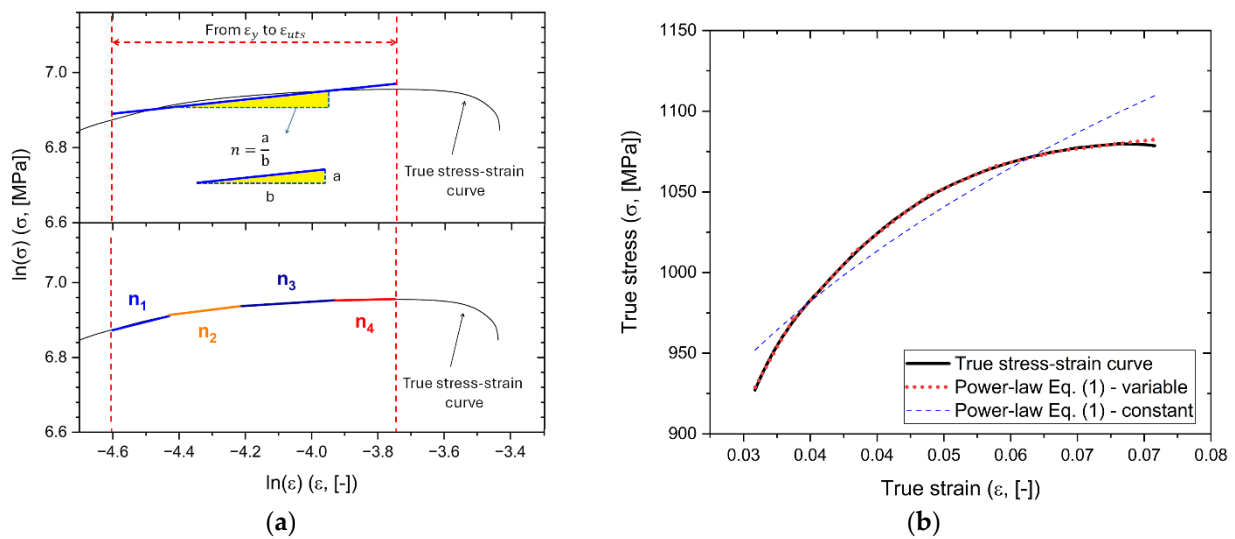 From εy to εuts
7.0
6.8
6.6
n = a/b
a
b
True stress-strain
curve
7.0
6.8
6.6
n1
n2
n3
n4
True stress-strain
curve
ln(σ) (σ, [MPa])
−4.6 −4.4 −4.2 −4.0 −3.8 −3.6 −3.4
ln(ε) (ε, [-])
(a)
1150
1100
1050
1000
950
900
True stress (σ, [MPa])
True stress-strain curve
Power-law Eq. (1) - variable
Power-law Eq. (1) - constant
0.03 0.04 0.04 0.05 0.06 0.07 0.07 0.08
True strain (ε, [-])
(b)